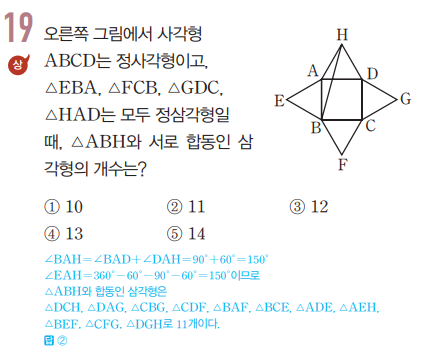 19 오른쪽 그림에서 사각형
상 ABCD는 정사각형이고,
△EBA, △FCB, △GDC,
△HAD는 모두 정삼각형일
때, △ABH와 서로 합동인 삼
각형의 개수는?
H
A D
E G
B C
F
① 10 ② 11 ③ 12
④ 13 ⑤ 14
∠BAH=∠BAD+∠DAH=90°+60°=150°
∠EAH=360°-60°-90°-60°=150°이므로
△ABH와 합동인 삼각형은
△DCH, △DAG, △CBG, △CDF, △BAF, △BCE, △ADE, △AEH,
△BEF, △CFG, △DGH로 11개이다.
답 ②